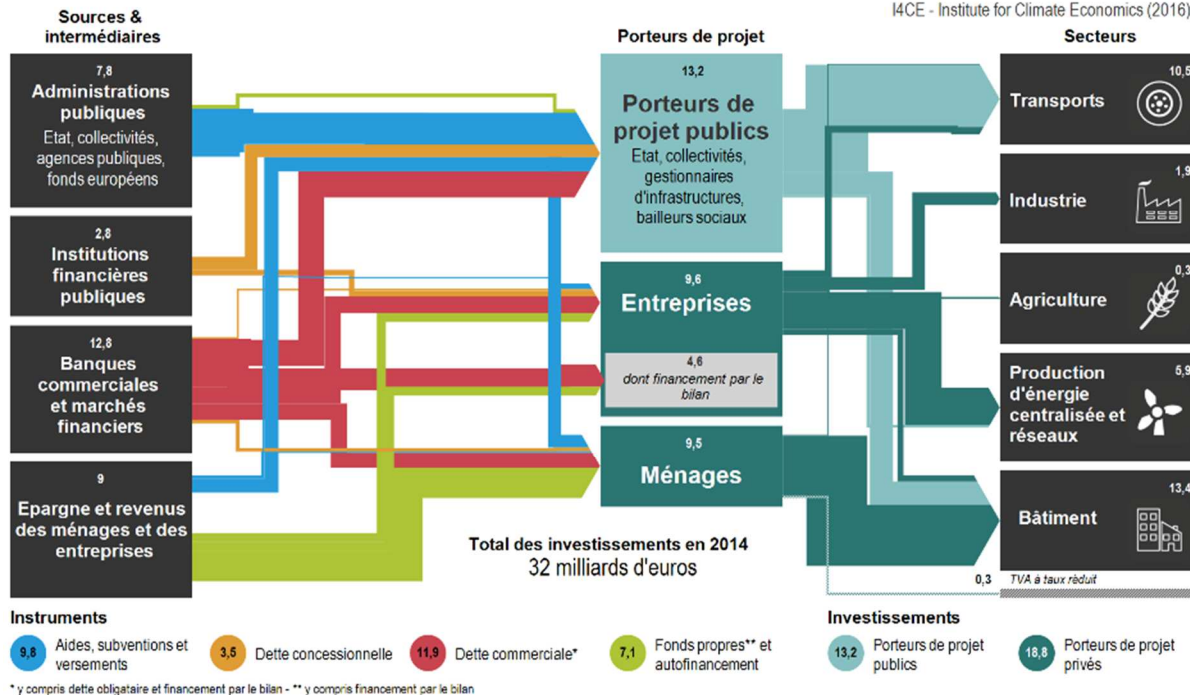 I4CE - Institute for Climate Economics (2016)
Sources &
intermédiaires
7,8
Administrations
publiques
Etat, collectivités,
agences publiques,
fonds européens
2,8
Institutions
financières
publiques
12,8
Banques
commerciales
et marchés
financiers
9
Epargne et revenus
des ménages et des
entreprises
Porteurs de projet
13,2
Porteurs de
projet publics
Etat, collectivités,
gestionnaires
d'infrastructures,
bailleurs sociaux
9,6
Entreprises
4,6
dont financement par le
bilan
9,5
Ménages
Total des investissements en 2014
32 milliards d'euros
Secteurs
10,5
Transports
1,9
Industrie
0,3
Agriculture
5,9
Production
d'énergie
centralisée et
réseaux
13,4
Bâtiment
0,3 TVA à taux réduit
Instruments
9,8 Aides, subventions et
versements
3,5 Dette concessionnelle
11,9 Dette commerciale*
7,1 Fonds propres** et
autofinancement
Investissements
13,2 Porteurs de projet
publics
18,8 Porteurs de projet
privés
* y compris dette obligataire et financement par le bilan - ** y compris financement par le bilan